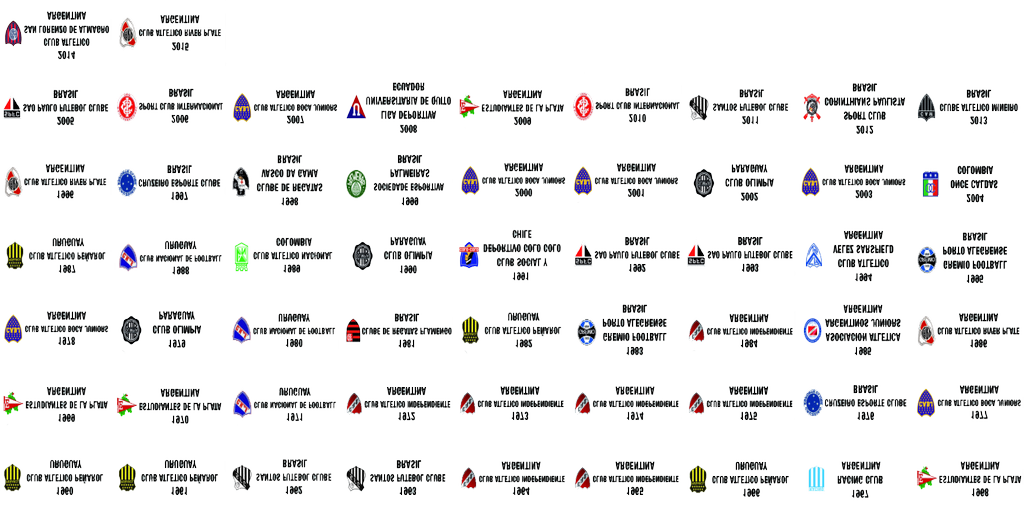 1960
CLUB ATLETICO PEÑAROL
URUGUAY
1961
CLUB ATLETICO PEÑAROL
URUGUAY
1962
SANTOS FUTEBOL CLUBE
BRASIL
1963
SANTOS FUTEBOL CLUBE
BRASIL
1964
CLUB ATLETICO INDEPENDIENTE
ARGENTINA
1965
CLUB ATLETICO INDEPENDIENTE
ARGENTINA
1966
CLUB ATLETICO PEÑAROL
URUGUAY
1967
RACING CLUB
ARGENTINA
1968
ESTUDIANTES DE LA PLATA
ARGENTINA
1969
ESTUDIANTES DE LA PLATA
ARGENTINA
1970
ESTUDIANTES DE LA PLATA
ARGENTINA
1971
CLUB NACIONAL DE FOOTBALL
URUGUAY
1972
CLUB ATLETICO INDEPENDIENTE
ARGENTINA
1973
CLUB ATLETICO INDEPENDIENTE
ARGENTINA
1974
CLUB ATLETICO INDEPENDIENTE
ARGENTINA
1975
CLUB ATLETICO INDEPENDIENTE
ARGENTINA
1976
CRUZEIRO ESPORTE CLUBE
BRASIL
1977
CLUB ATLETICO BOCA JUNIORS
ARGENTINA
1978
CLUB ATLETICO BOCA JUNIORS
ARGENTINA
1979
CLUB OLIMPIA
PARAGUAY
1980
CLUB NACIONAL DE FOOTBALL
URUGUAY
1981
CLUBE DE REGATAS FLAMENGO
BRASIL
1982
CLUB ATLETICO PEÑAROL
URUGUAY
1983
GREMIO FOOTBALL
PORTO ALEGRENSE
BRASIL
1984
CLUB ATLETICO INDEPENDIENTE
ARGENTINA
1985
ASOCIACION ATLETICA
ARGENTINOS JUNIORS
ARGENTINA
1986
CLUB ATLETICO RIVER PLATE
ARGENTINA
1987
CLUB ATLETICO PEÑAROL
URUGUAY
1988
CLUB NACIONAL DE FOOTBALL
URUGUAY
1989
CLUB ATLETICO NACIONAL
COLOMBIA
1990
CLUB OLIMPIA
PARAGUAY
1991
CLUB SOCIAL Y
DEPORTIVO COLO COLO
CHILE
1992
SAO PAULO FUTEBOL CLUBE
BRASIL
1993
SAO PAULO FUTEBOL CLUBE
BRASIL
1994
CLUB ATLETICO
VELEZ SARSFIELD
ARGENTINA
1995
GREMIO FOOTBALL
PORTO ALEGRENSE
BRASIL
1996
CLUB ATLETICO RIVER PLATE
ARGENTINA
1997
CRUZEIRO ESPORTE CLUBE
BRASIL
1998
CLUBE DE REGATAS
VASCO DA GAMA
BRASIL
1999
SOCIEDADE ESPORTIVA
PALMEIRAS
BRASIL
2000
CLUB ATLETICO BOCA JUNIORS
ARGENTINA
2001
CLUB ATLETICO BOCA JUNIORS
ARGENTINA
2002
CLUB OLIMPIA
PARAGUAY
2003
CLUB ATLETICO BOCA JUNIORS
ARGENTINA
2004
ONCE CALDAS
COLOMBIA
2005
SAO PAULO FUTEBOL CLUBE
BRASIL
2006
SPORT CLUB INTERNACIONAL
BRASIL
2007
CLUB ATLETICO BOCA JUNIORS
ARGENTINA
2008
LIGA DEPORTIVA
UNIVERSITARIA DE QUITO
ECUADOR
2009
ESTUDIANTES DE LA PLATA
ARGENTINA
2010
SPORT CLUB INTERNACIONAL
BRASIL
2011
SANTOS FUTEBOL CLUBE
BRASIL
2012
SPORT CLUB
CORINTHIANS PAULISTA
BRASIL
2013
CLUBE ATLETICO MINEIRO
BRASIL
2014
CLUB ATLETICO
SAN LORENZO DE ALMAGRO
ARGENTINA
2015
CLUB ATLETICO RIVER PLATE
ARGENTINA